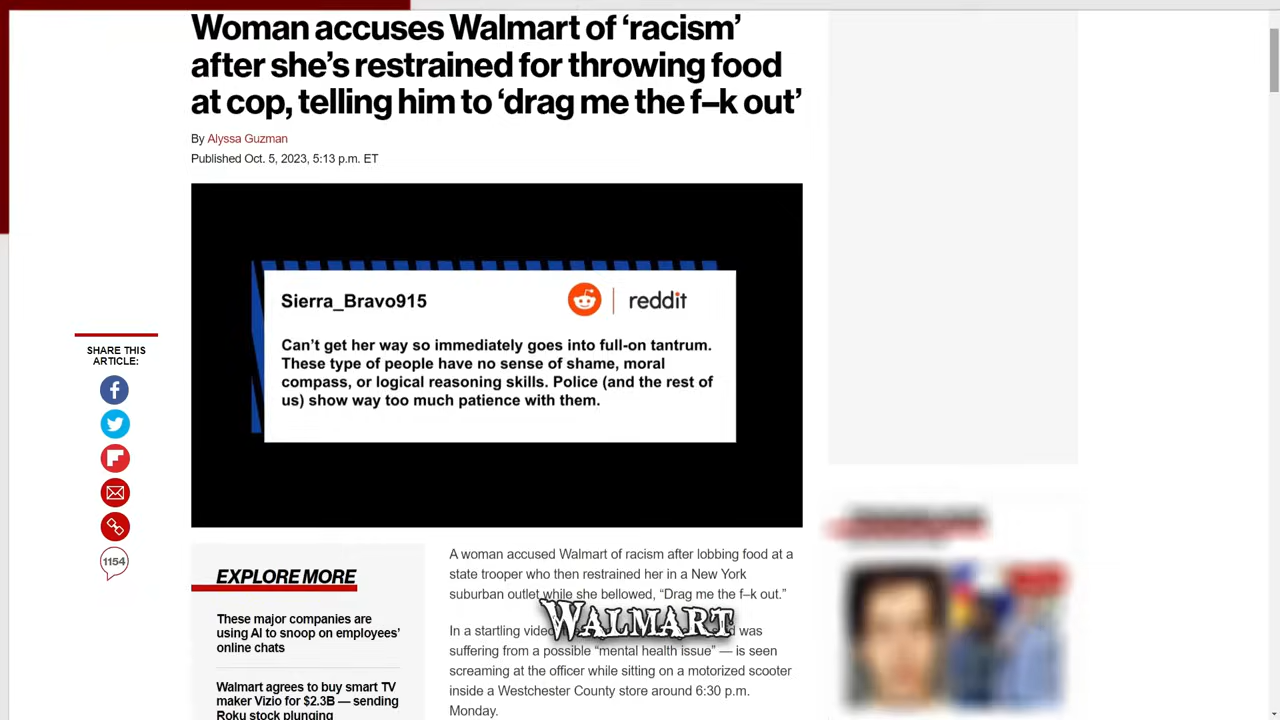 Woman accuses Walmart of ‘racism’
after she’s restrained for throwing food
at cop, telling him to ‘drag me the f–k out’
By Alyssa Guzman
Published Oct. 5, 2023, 5:13 p.m. ET
SHARE THIS
ARTICLE:
1154
Sierra_Bravo915
reddit
Can’t get her way so immediately goes into full-on tantrum.
These type of people have no sense of shame, moral
compass, or logical reasoning skills. Police (and the rest of
us) show way too much patience with them.
EXPLORE MORE
These major companies are
using AI to snoop on employees’
online chats
Walmart agrees to buy smart TV
maker Vizio for $2.3B — sending
Roku stock plunging
A woman accused Walmart of racism after lobbing food at a
state trooper who then restrained her in a New York
suburban outlet while she bellowed, “Drag me the f–k out.”
WALMART
In a startling video was
suffering from a possible “mental health issue” — is seen
screaming at the officer while sitting on a motorized scooter
inside a Westchester County store around 6:30 p.m.
Monday.